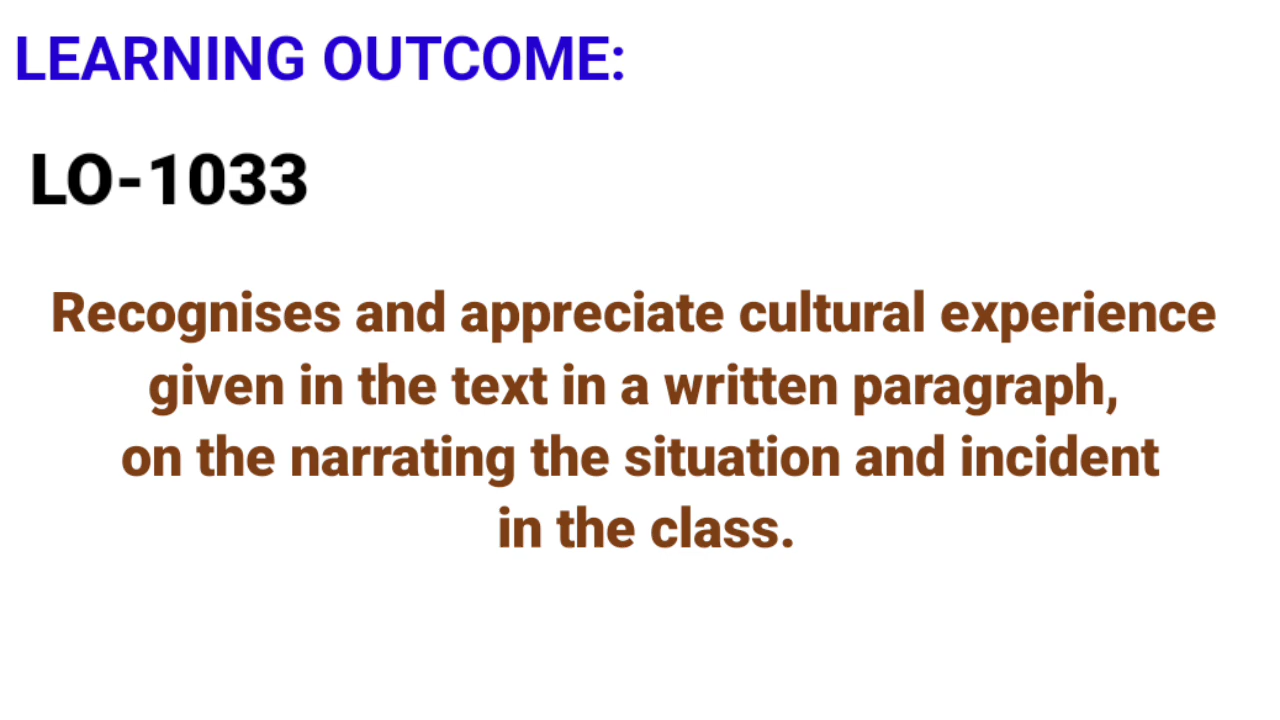 LEARNING OUTCOME:
LO-1033
Recognises and appreciate cultural experience
given in the text in a written paragraph,
on the narrating the situation and incident
in the class.